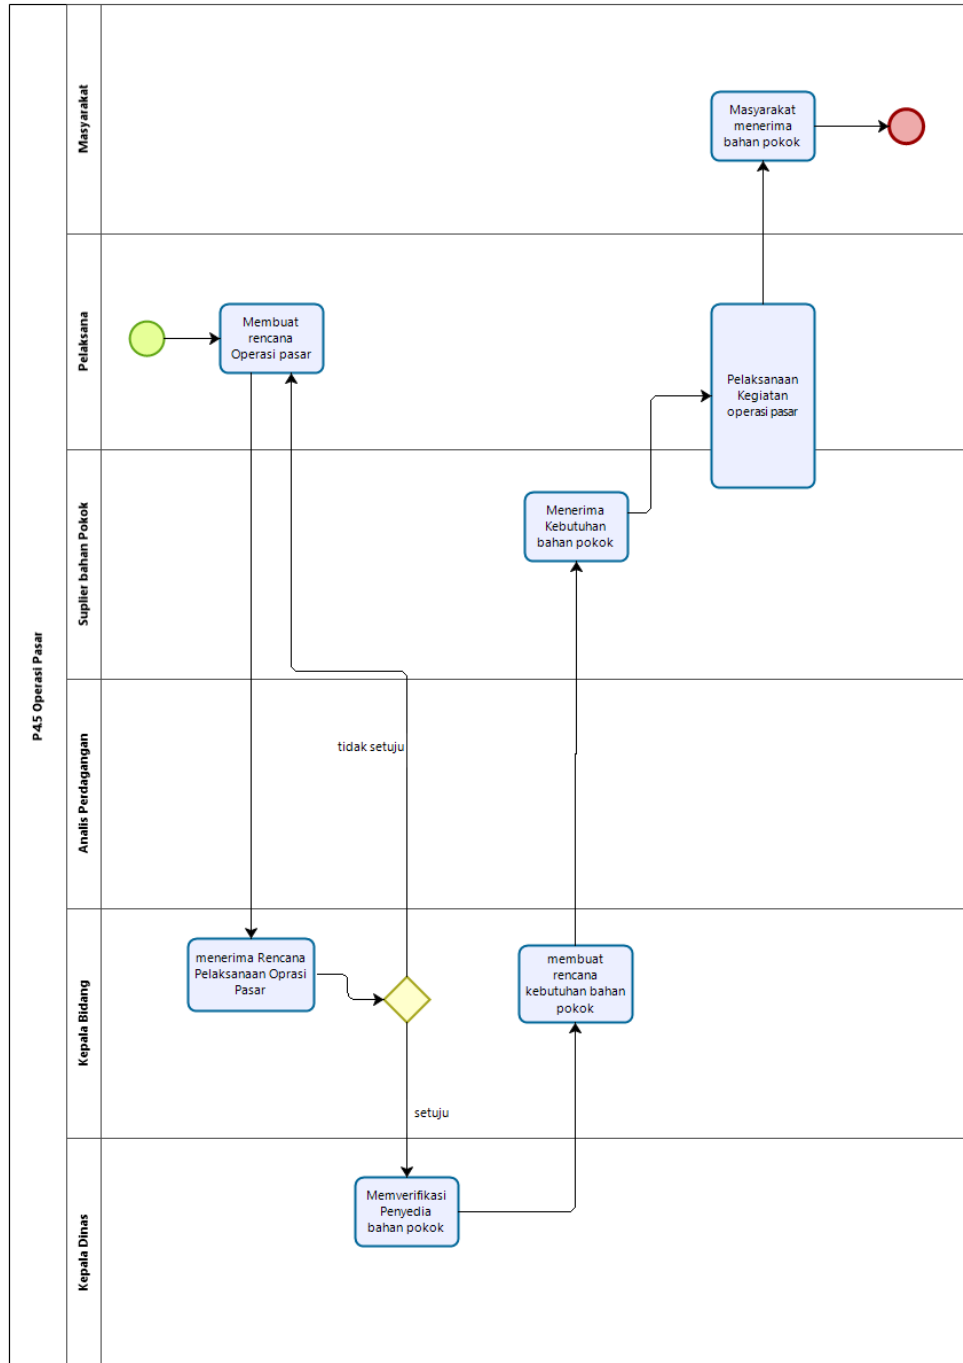 P4.5 Operasi Pasar
Masyarakat
Masyarakat
menerima
bahan pokok
Pelaksana
Membuat
rencana
Operasi pasar
Pelaksanaan
Kegiatan
operasi pasar
Suplier bahan Pokok
Menerima
Kebutuhan
bahan pokok
Analis Perdagangan
tidak setuju
Kepala Bidang
menerima Rencana
Pelaksanaan Oprasi
Pasar
membuat
rencana
kebutuhan bahan
pokok
setuju
Kepala Dinas
Memverifikasi
Penyedia
bahan pokok